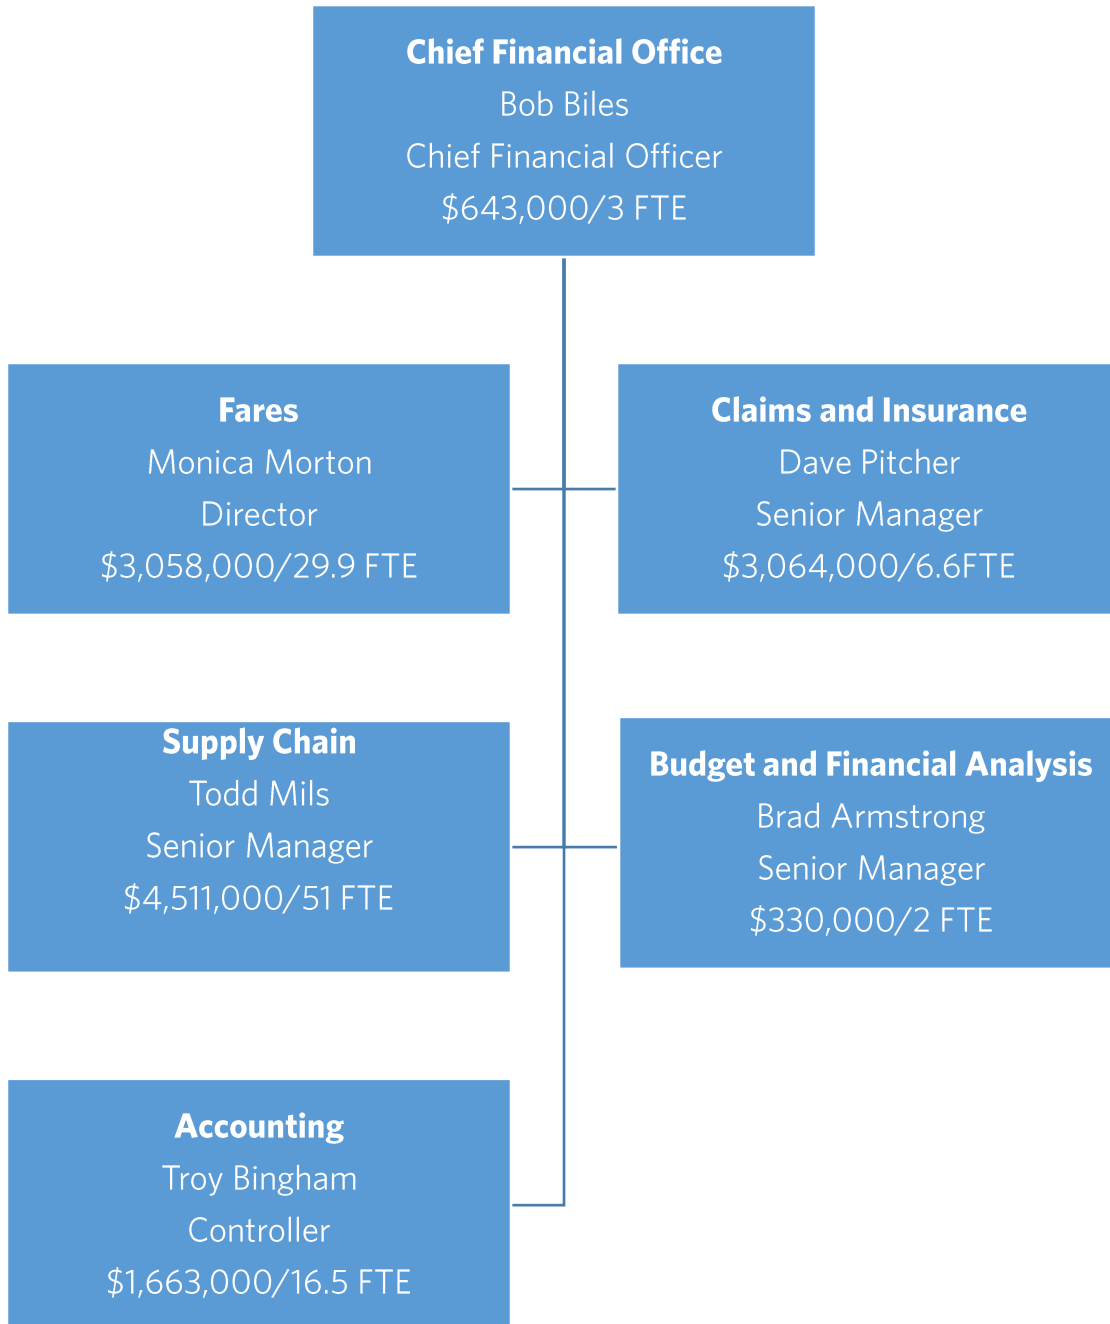 Chief Financial Office
Bob Biles
Chief Financial Officer
$643,000/3 FTE
Fares
Monica Morton
Director
$3,058,000/29.9 FTE
Claims and Insurance
Dave Pitcher
Senior Manager
$3,064,000/6.6FTE
Supply Chain
Todd Mils
Senior Manager
$4,511,000/51 FTE
Budget and Financial Analysis
Brad Armstrong
Senior Manager
$330,000/2 FTE
Accounting
Troy Bingham
Controller
$1,663,000/16.5 FTE